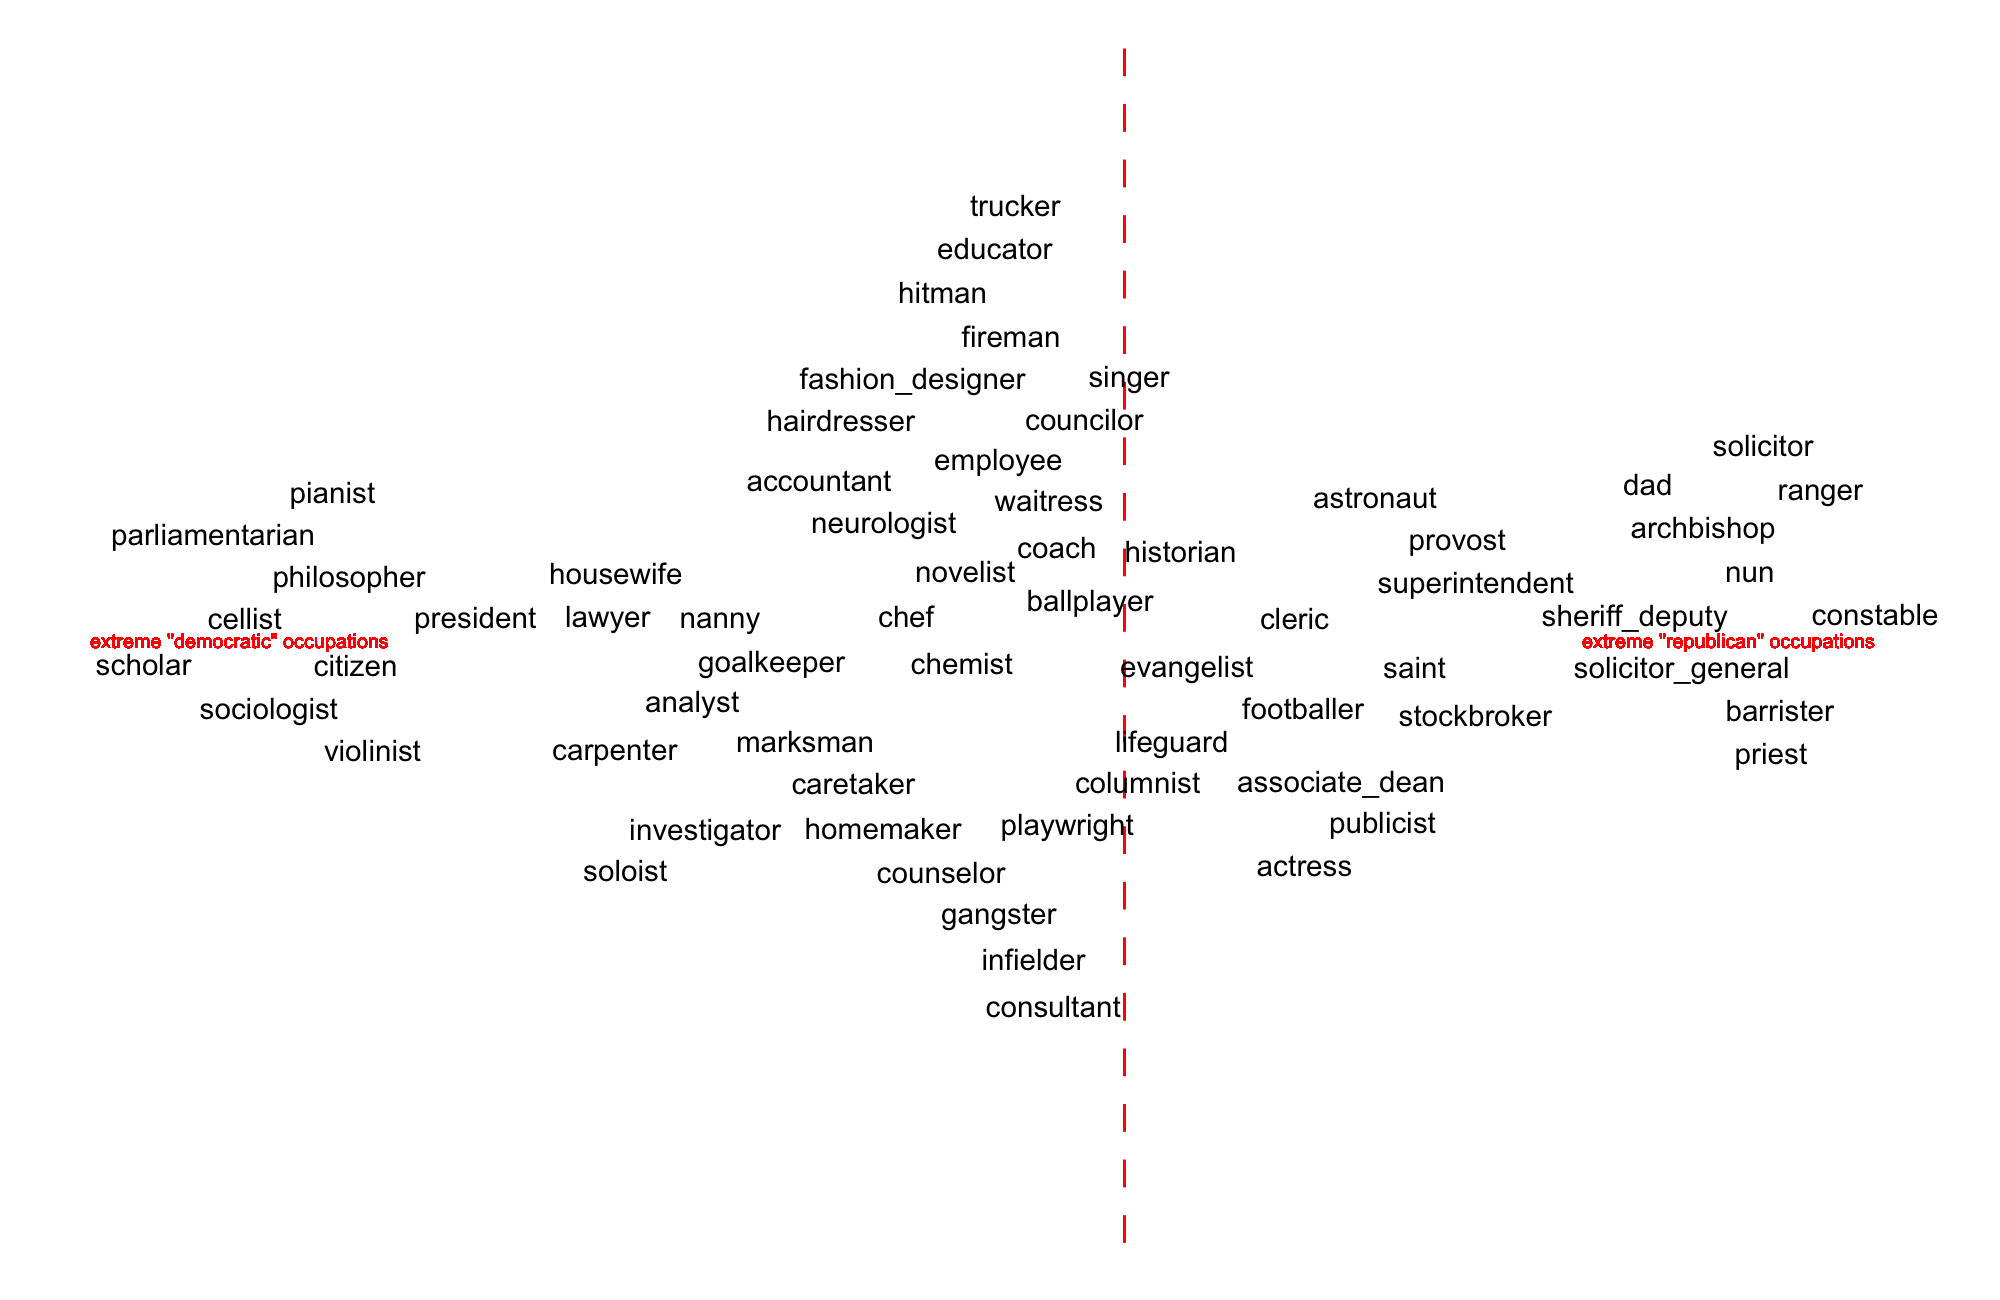 trucker
educator
hitman
fireman
fashion_designer singer
hairdresser councilor
solicitor
employee
accountant dad ranger
pianist waitress astronaut
neurologist archbishop
parliamentarian provost
coach historian
philosopher housewife novelist superintendent nun
ballplayer
cellist president lawyer nanny chef cleric sheriff_deputy constable
extreme "democratic" occupations extreme "republican" occupations
scholar citizen goalkeeper chemist evangelist saint solicitor_general
analyst
sociologist footballer stockbroker barrister
violinist carpenter marksman lifeguard priest
caretaker columnist associate_dean
investigator homemaker playwright publicist
soloist counselor actress
gangster
infielder
consultant